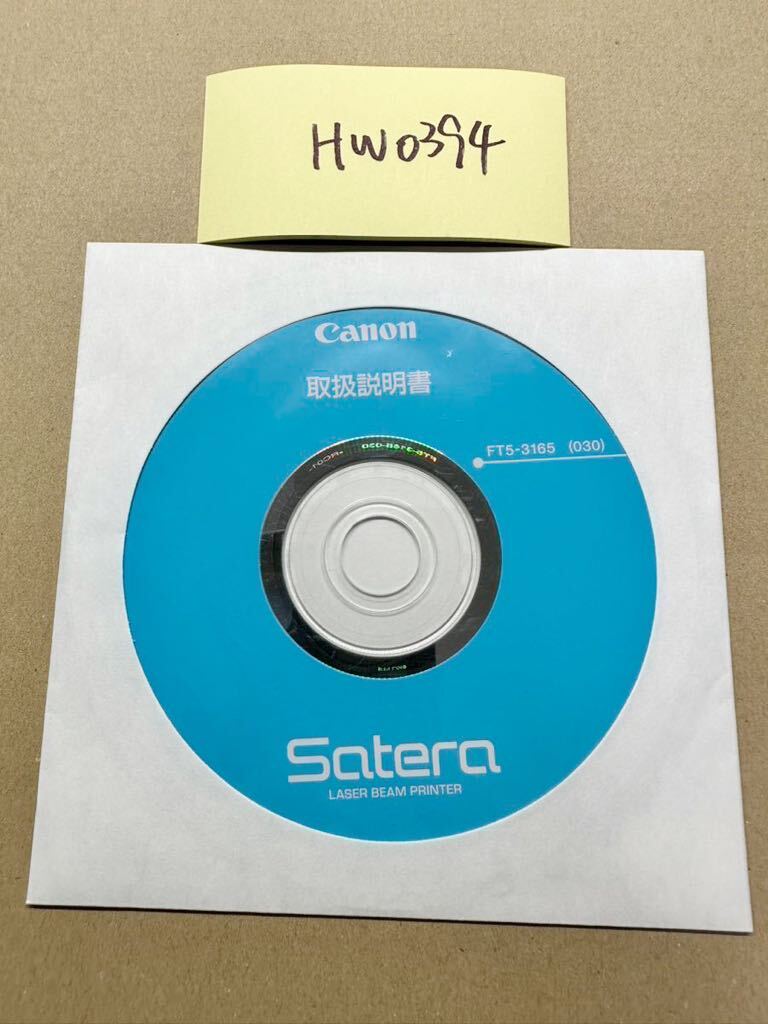 HW0394
Canon
取扱説明書
FT5-3165 (030)
Satera
LASER BEAM PRINTER